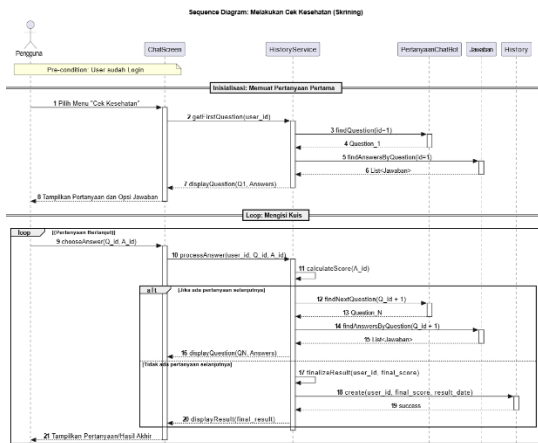 Sequence Diagram: Melakukan Cek Kesehatan (Skrining)
Pengguna
ChatScreen
HistoryService
PertanyaanChatBot
Jawaban
History
Pre-condition: User sudah Login
Inisialisasi: Memuat Pertanyaan Pertama
1 Pilih Menu "Cek Kesehatan"
2 getFirstQuestion(user_id)
3 findQuestion(id=1)
4 Question_1
5 findAnswersByQuestion(id=1)
6 List<Jawaban>
7 displayQuestion(Q1, Answers)
8 Tampilkan Pertanyaan dan Opsi Jawaban
Loop: Mengisi Kuis
loop [(Pertanyaan Berlanjut)]
9 chooseAnswer(Q_id, A_id)
10 processAnswer(user_id, Q_id, A_id)
11 calculateScore(A_id)
alt [Jika ada pertanyaan selanjutnya]
12 findNextQuestion(Q_id + 1)
13 Question_N
14 findAnswersByQuestion(Q_id + 1)
15 List<Jawaban>
16 displayQuestion(QN, Answers)
[Tidak ada pertanyaan selanjutnya]
17 finalizeResult(user_id, final_score)
18 create(user_id, final_score, result_date)
19 success
20 displayResult(final_result)
21 Tampilkan Pertanyaan/Hasil Akhir